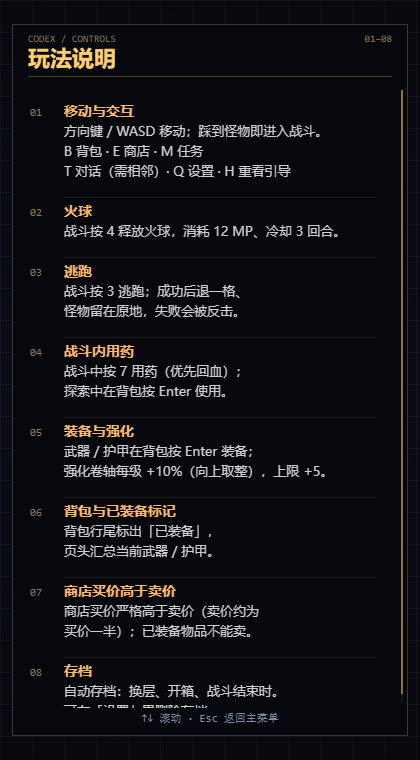 CODEX / CONTROLS
01—08
玩法说明
01 移动与交互
方向键 / WASD 移动；踩到怪物即进入战斗。
B 背包 · E 商店 · M 任务
T 对话（需相邻）· Q 设置 · H 重看引导
02 火球
战斗按 4 释放火球，消耗 12 MP、冷却 3 回合。
03 逃跑
战斗按 3 逃跑；成功后退一格、
怪物留在原地，失败会被反击。
04 战斗内用药
战斗中按 7 用药（优先回血）；
探索中在背包按 Enter 使用。
05 装备与强化
武器 / 护甲在背包按 Enter 装备；
强化卷轴每级 +10%（向上取整），上限 +5。
06 背包与已装备标记
背包行尾标出「已装备」，
页头汇总当前武器 / 护甲。
07 商店买价高于卖价
商店买价严格高于卖价（卖价约为
买价一半）；已装备物品不能卖。
08 存档
自动存档：换层、开箱、战斗结束时。
↑↓ 滚动 · Esc 返回主菜单